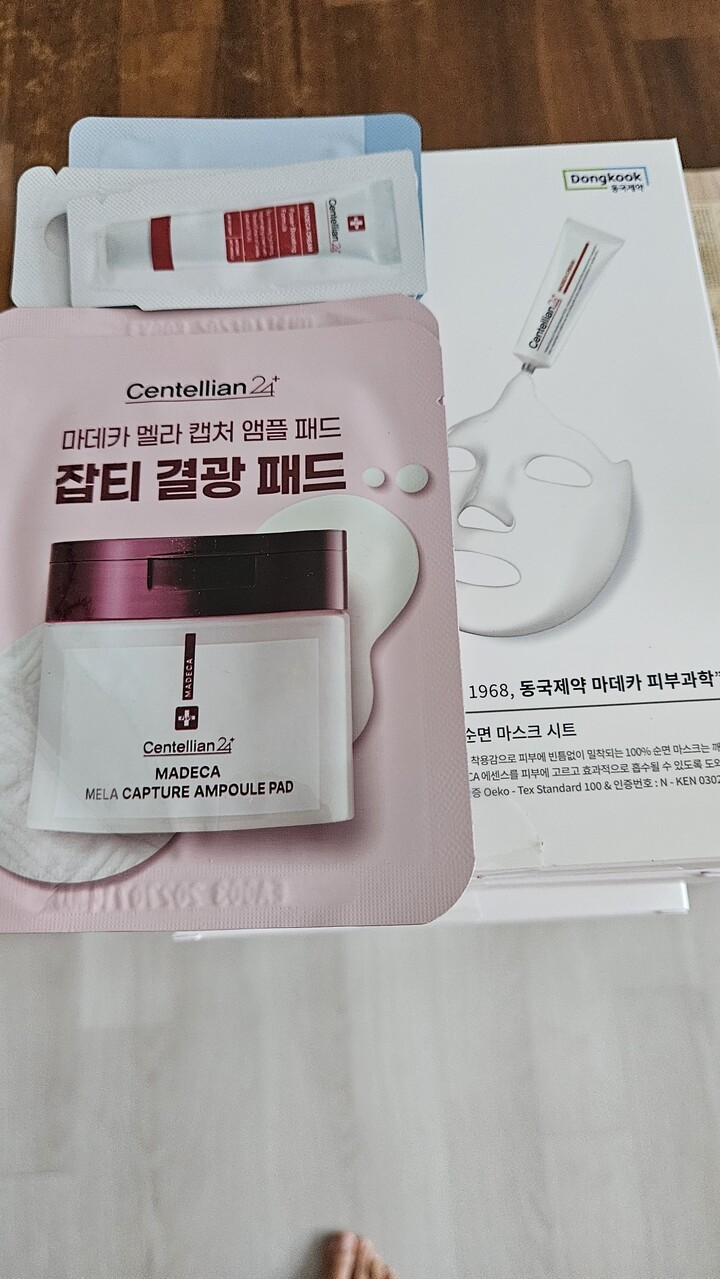 Dongkook
동국제약
Centellian24+
MADECA CREAM
Centellian24+
Centellian24+
마데카 멜라 캡처 앰플 패드
잡티 결광 패드
MADECA
Centellian24+
MADECA
MELA CAPTURE AMPOULE PAD
1968, 동국제약 마데카 피부과학
순면 마스크 시트
착용감으로 피부에 빈틈없이 밀착되는 100% 순면 마스크는
CA 에센스를 피부에 고르고 효과적으로 흡수될 수 있도록
증 Oeko - Tex Standard 100 & 인증번호 : N - KEN 0302